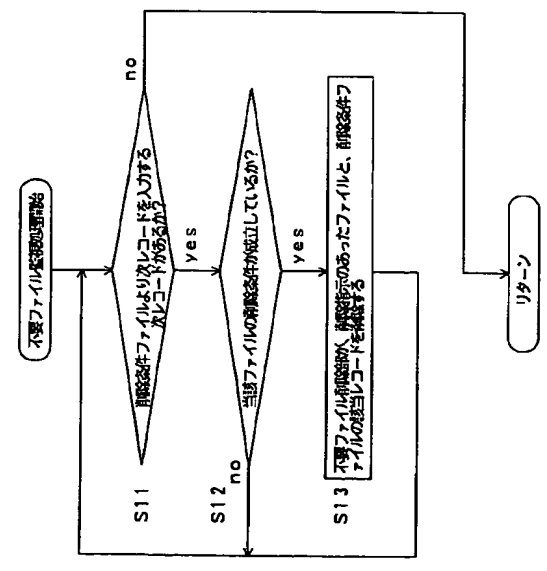 不要ファイル監視処理開始
S11
削除条件ファイルより次レコードを入力する
次レコードがあるか?
no
yes
S12
当該ファイルの削除条件が成立しているか?
no
yes
S13
不要ファイル削除部が、削除指示のあったファイルと、削除条件フ
ァイルの該当レコードを削除する
リターン